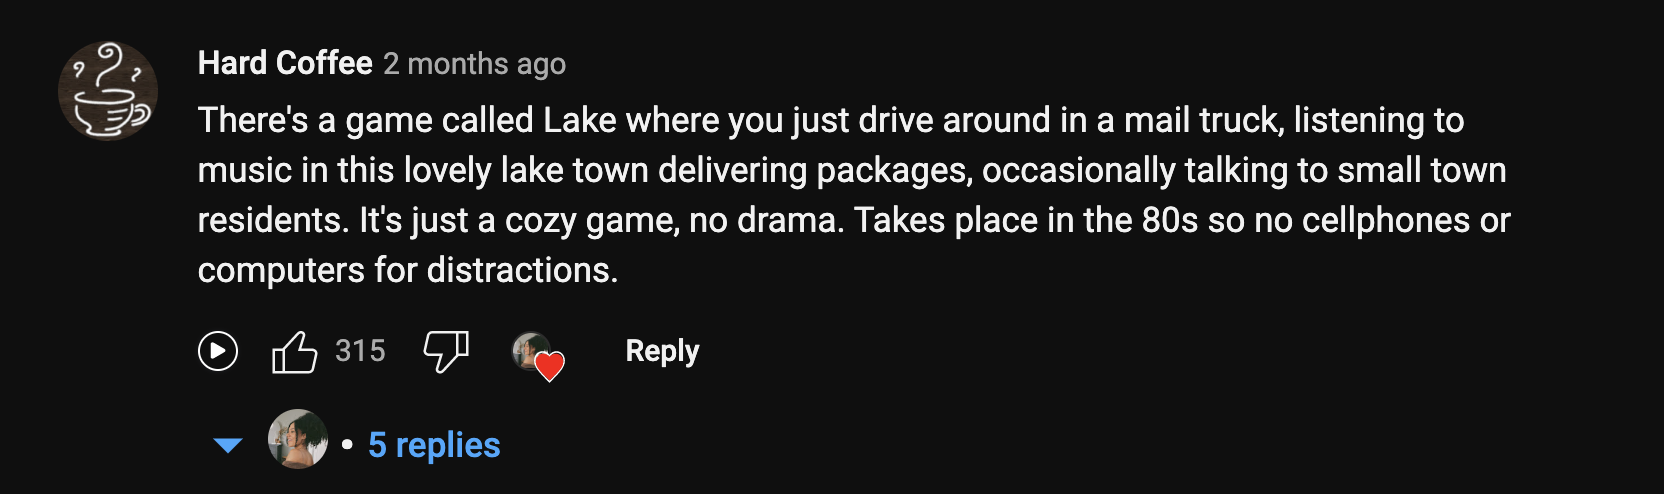 Hard Coffee 2 months ago
There's a game called Lake where you just drive around in a mail truck, listening to
music in this lovely lake town delivering packages, occasionally talking to small town
residents. It's just a cozy game, no drama. Takes place in the 80s so no cellphones or
computers for distractions.
315 Reply
• 5 replies